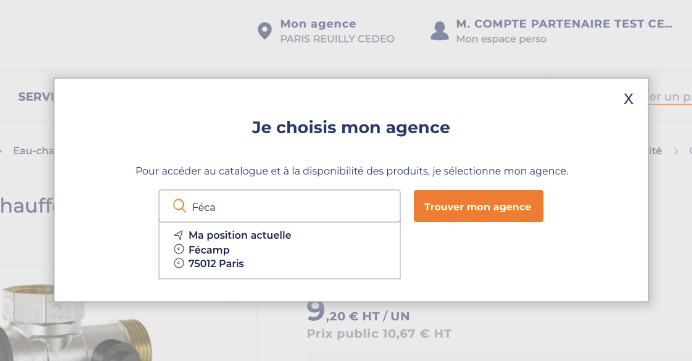 Mon agence
PARIS REUILLY CEDEO
M. COMPTE PARTENAIRE TEST CE...
Mon espace perso
SERVI
er un p
X
Je choisis mon agence
Eau-cha
ité
Pour accéder au catalogue et à la disponibilité des produits, je sélectionne mon agence.
hauff
Féca
Trouver mon agence
Ma position actuelle
Fécamp
75012 Paris
9,20 € HT / UN
Prix public 10,67 € HT